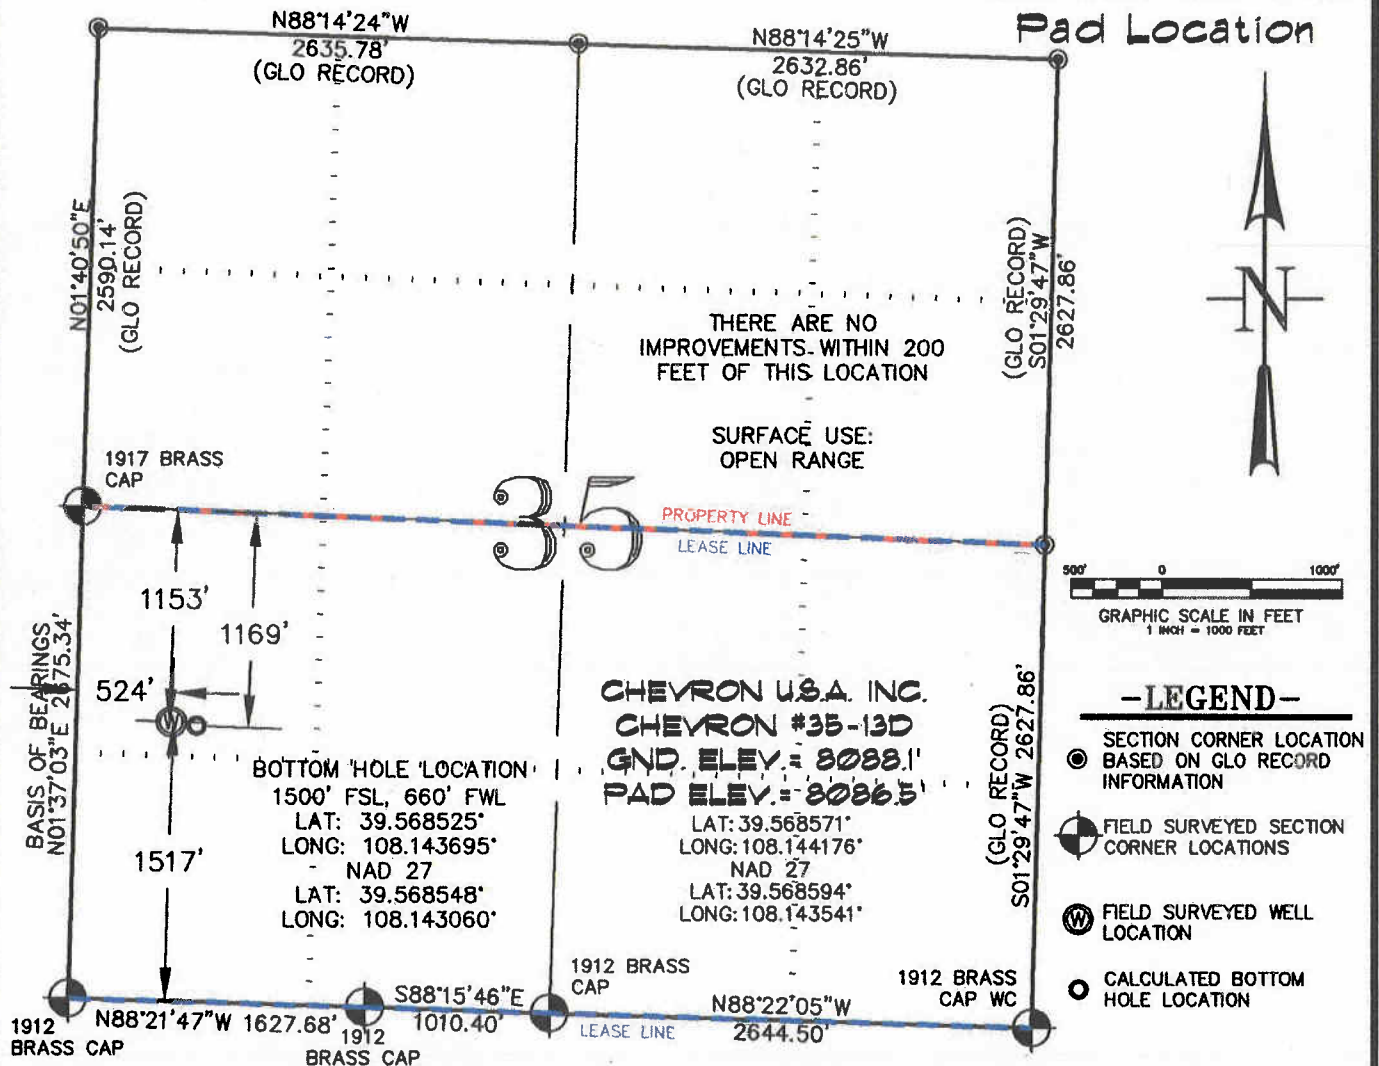 Pad Location
N88°14'24"W
2635.78'
(GLO RECORD)
N88°14'25"W
2632.86'
(GLO RECORD)
N01°40'50"E
2590.14'
(GLO RECORD)
(GLO RECORD)
S01°29'47"W
2627.86'
N
THERE ARE NO
IMPROVEMENTS WITHIN 200
FEET OF THIS LOCATION
SURFACE USE:
OPEN RANGE
1917 BRASS
CAP
35
PROPERTY LINE
LEASE LINE
500'
0
1000'
GRAPHIC SCALE IN FEET
1 INCH = 1000 FEET
1153'
1169'
524'
W
BASIS OF BEARINGS
N01°37'03"E 2675.34'
1517'
CHEVRON U.S.A. INC.
CHEVRON #35-13D
GND. ELEV.= 8088.1'
PAD ELEV.= 8086.5'
LAT: 39.568571°
LONG: 108.144176°
NAD 27
LAT: 39.568594°
LONG: 108.143541°
BOTTOM HOLE LOCATION
1500' FSL, 660' FWL
LAT: 39.568525°
LONG: 108.143695°
NAD 27
LAT: 39.568548°
LONG: 108.143060°
(GLO RECORD)
S01°29'47"W 2627.86'
-LEGEND-
SECTION CORNER LOCATION
BASED ON GLO RECORD
INFORMATION
FIELD SURVEYED SECTION
CORNER LOCATIONS
W
FIELD SURVEYED WELL
LOCATION
CALCULATED BOTTOM
HOLE LOCATION
1912
BRASS CAP
N88°21'47"W 1627.68'
1912
BRASS CAP
S88°15'46"E
1010.40'
1912 BRASS
CAP
LEASE LINE
N88°22'05"W
2644.50'
1912 BRASS
CAP WC